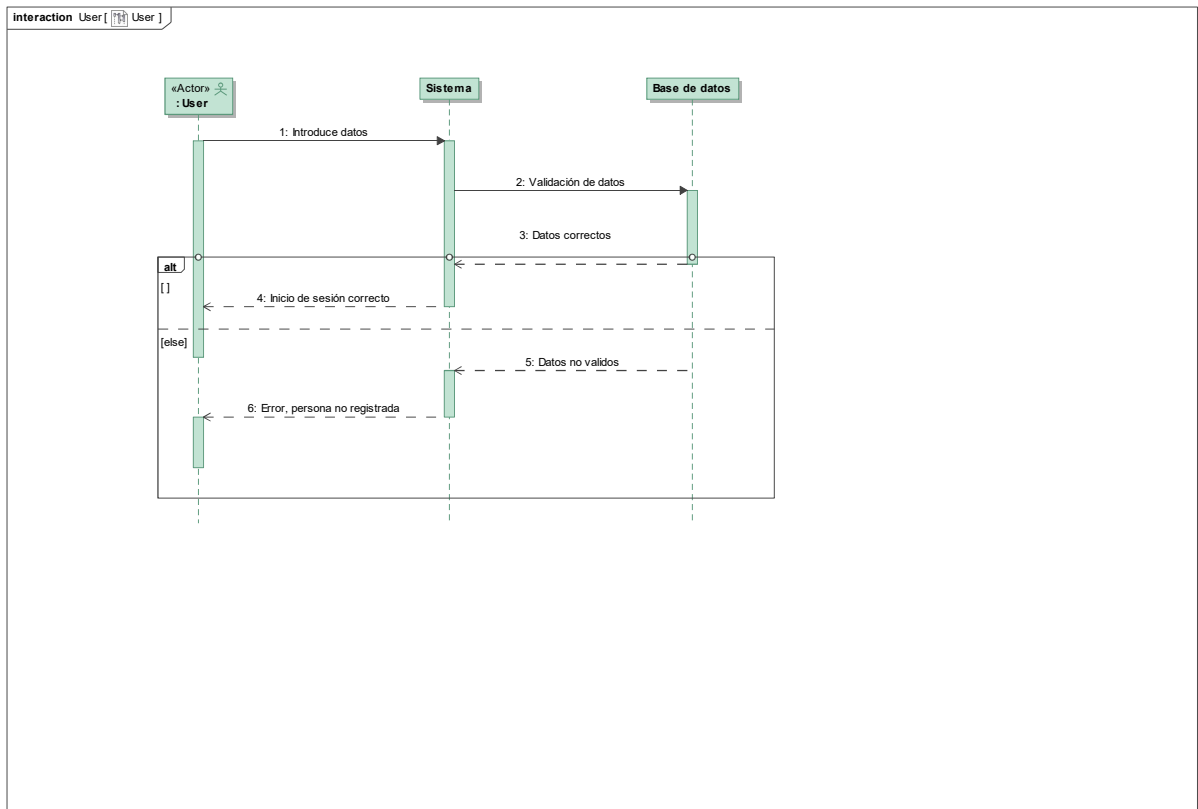 interaction User [ User ]
«Actor»
: User
Sistema
Base de datos
1: Introduce datos
2: Validación de datos
3: Datos correctos
alt
[ ]
4: Inicio de sesión correcto
[else]
5: Datos no validos
6: Error, persona no registrada